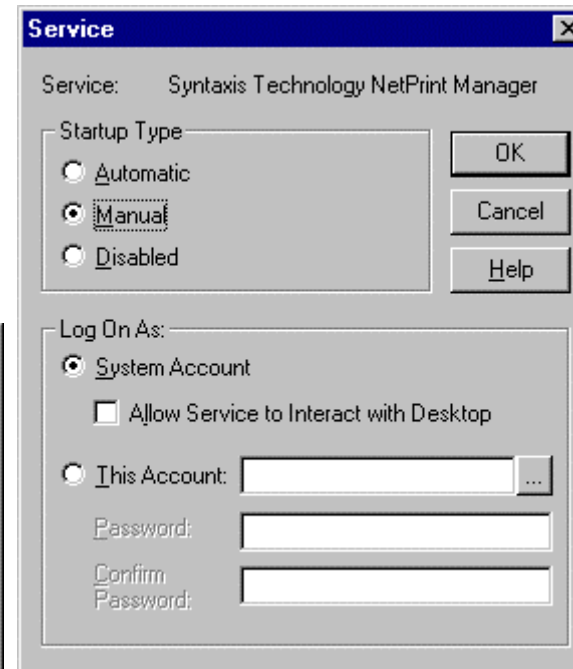 Service
Service: Syntaxis Technology NetPrint Manager
Startup Type
Automatic
Manual
Disabled
OK
Cancel
Help
Log On As:
System Account
Allow Service to Interact with Desktop
This Account:
...
Password:
Confirm
Password: